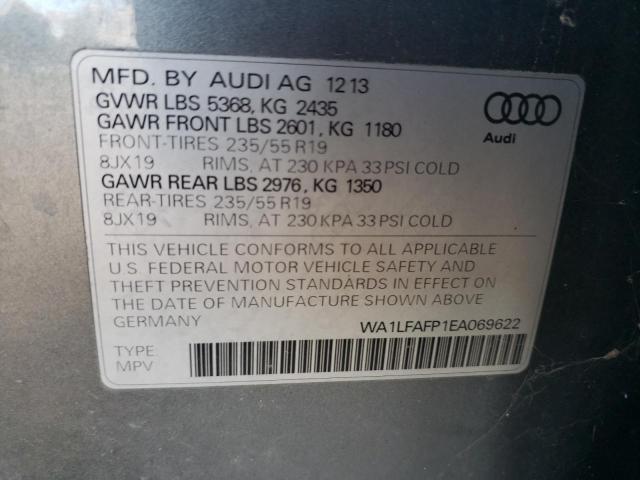 MFD. BY AUDI AG 12 13
GVWR LBS 5368, KG 2435
GAWR FRONT LBS 2601, KG 1180
FRONT-TIRES 235/55 R19
8JX19 RIMS, AT 230 KPA 33 PSI COLD
GAWR REAR LBS 2976, KG 1350
REAR-TIRES 235/55 R19
8JX19 RIMS, AT 230 KPA 33 PSI COLD
Audi
THIS VEHICLE CONFORMS TO ALL APPLICABLE
U.S. FEDERAL MOTOR VEHICLE SAFETY AND
THEFT PREVENTION STANDARDS IN EFFECT ON
THE DATE OF MANUFACTURE SHOWN ABOVE
GERMANY WA1LFAFP1EA069622
TYPE:
MPV